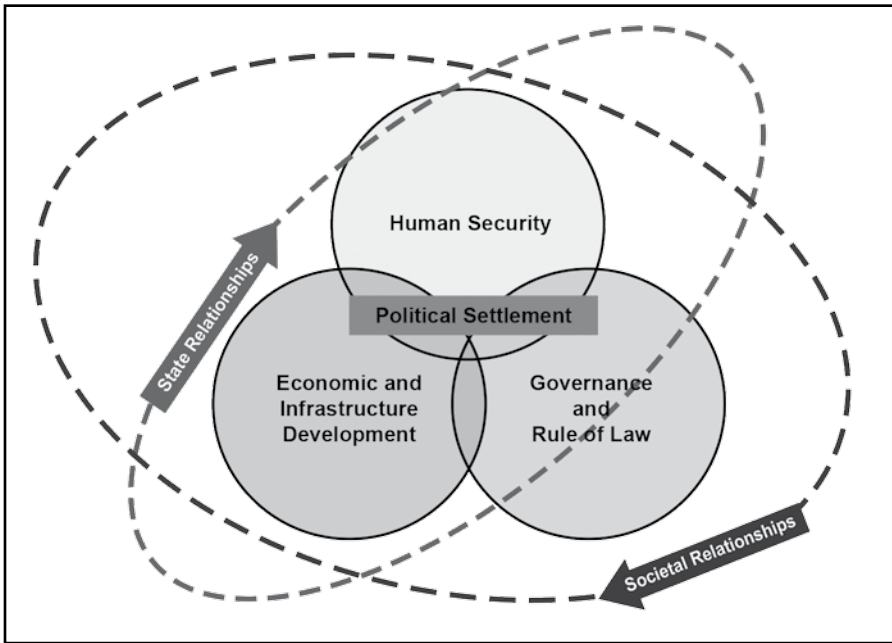 Human Security
State Relationships
Political Settlement
Economic and
Infrastructure
Development
Governance
and
Rule of Law
Societal Relationships